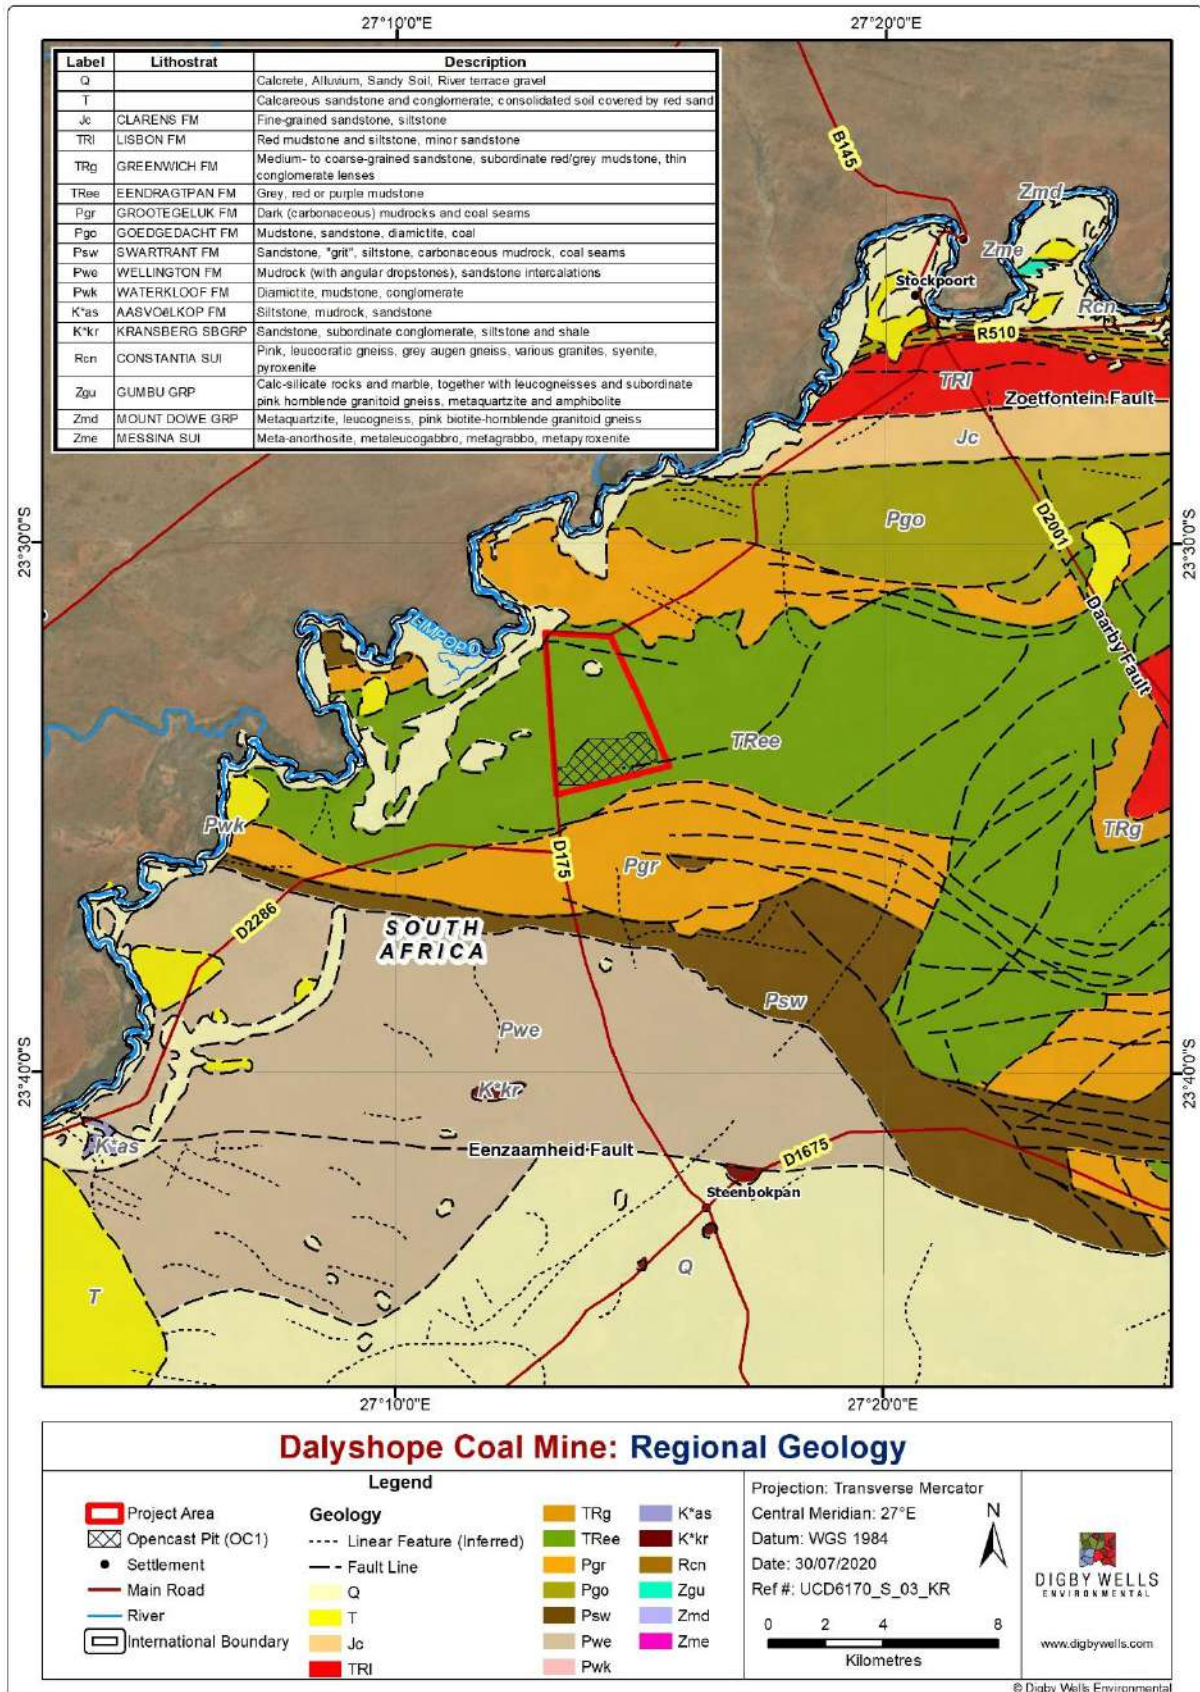 27°10'0"E
27°20'0"E
Label Lithostrat Description
Q Calcrete, Alluvium, Sandy Soil, River terrace gravel
T Calcareous sandstone and conglomerate; consolidated soil covered by red sand
Jc CLARENS FM Fine-grained sandstone, siltstone
TRl LISBON FM Red mudstone and siltstone, minor sandstone
TRg GREENWICH FM Medium- to coarse-grained sandstone, subordinate red/grey mudstone, thin
conglomerate lenses
TRee EENDRAGTPAN FM Grey, red or purple mudstone
Pgr GROOTEGELUK FM Dark (carbonaceous) mudrocks and coal seams
Pgo GOEDGEDACHT FM Mudstone, sandstone, diamictite, coal
Psw SWARTRANT FM Sandstone, "grit", siltstone, carbonaceous mudrock, coal seams
Pwe WELLINGTON FM Mudrock (with angular dropstones), sandstone intercalations
Pwk WATERKLOOF FM Diamictite, mudstone, conglomerate
K*as AASVOëLKOP FM Siltstone, mudrock, sandstone
K*kr KRANSBERG SBGRP Sandstone, subordinate conglomerate, siltstone and shale
Rcn CONSTANTIA SUI Pink, leucocratic gneiss, grey augen gneiss, various granites, syenite,
pyroxenite
Zgu GUMBU GRP Calc-silicate rocks and marble, together with leucogneisses and subordinate
pink hornblende granitoid gneiss, metaquartzite and amphibolite
Zmd MOUNT DOWE GRP Metaquartzite, leucogneiss, pink biotite-hornblende granitoid gneiss
Zme MESSINA SUI Meta-anorthosite, metaleucogabbro, metagrabbo, metapyroxenite
B145
Zmd
Zme
Stockpoort
Rcn
R510
TRl
Zoetfontein Fault
Jc
Pgo
D2001
23°30'0"S
23°30'0"S
LIMPOPO
Daarby Fault
TRee
TRg
Pwk
D175
Pgr
D2286
SOUTH
AFRICA
Psw
Pwe
23°40'0"S
23°40'0"S
K*kr
K*as
Eenzaamheid Fault
D1675
Steenbokpan
Q
T
27°10'0"E
27°20'0"E
Dalyshope Coal Mine: Regional Geology
Legend
Project Area
Opencast Pit (OC1)
Settlement
Main Road
River
International Boundary
Geology
Linear Feature (Inferred)
Fault Line
Q
T
Jc
TRl
TRg
TRee
Pgr
Pgo
Psw
Pwe
Pwk
K*as
K*kr
Rcn
Zgu
Zmd
Zme
Projection: Transverse Mercator
Central Meridian: 27°E
Datum: WGS 1984
Date: 30/07/2020
Ref #: UCD6170_S_03_KR
N
0 2 4 8
Kilometres
DIGBY WELLS
ENVIRONMENTAL
www.digbywells.com
© Digby Wells Environmental